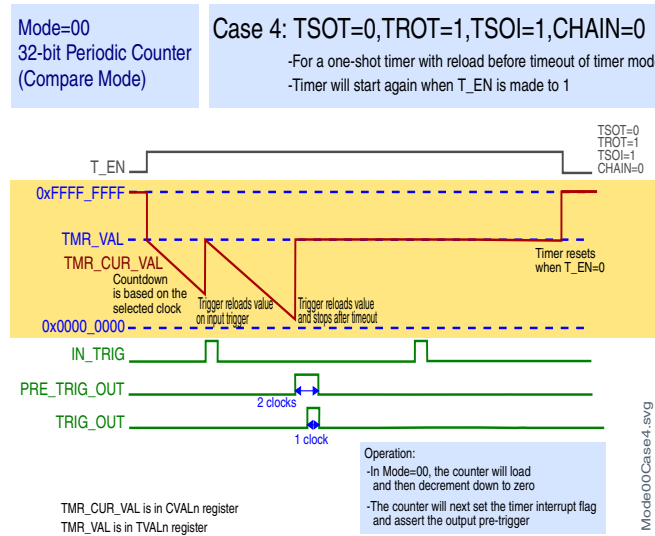 Mode=00
32-bit Periodic Counter
(Compare Mode)
Case 4: TSOT=0,TROT=1,TSOI=1,CHAIN=0
-For a one-shot timer with reload before timeout of timer mod
-Timer will start again when T_EN is made to 1
TSOT=0
TROT=1
TSOI=1
CHAIN=0
T_EN
0xFFFF_FFFF
TMR_VAL
TMR_CUR_VAL
Countdown
is based on the
selected clock
Trigger reloads value
on input trigger
Trigger reloads value
and stops after timeout
Timer resets
when T_EN=0
0x0000_0000
IN_TRIG
PRE_TRIG_OUT
2 clocks
TRIG_OUT
1 clock
Operation:
-In Mode=00, the counter will load
and then decrement down to zero
-The counter will next set the timer interrupt flag
and assert the output pre-trigger
TMR_CUR_VAL is in CVALn register
TMR_VAL is in TVALn register
Mode00Case4.svg